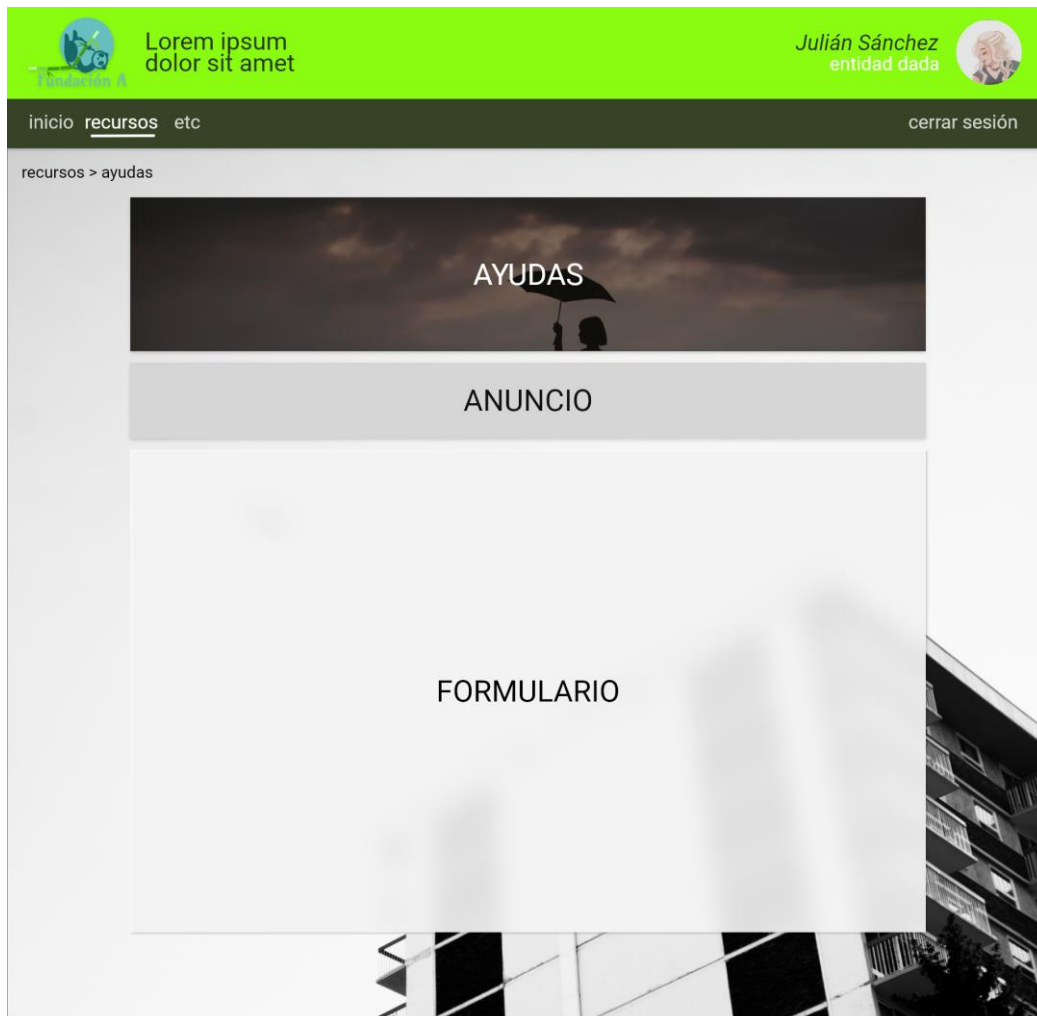 Fundación A
Lorem ipsum
dolor sit amet
Julián Sánchez
entidad dada
inicio recursos etc
cerrar sesión
recursos > ayudas
AYUDAS
ANUNCIO
FORMULARIO